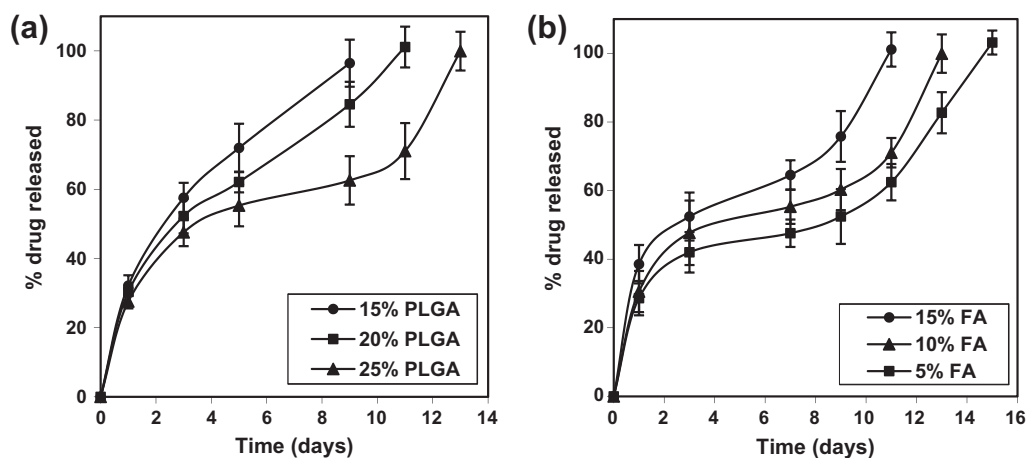 (a)
% drug released
100
80
60
40
20
0
0 2 4 6 8 10 12 14
Time (days)
15% PLGA
20% PLGA
25% PLGA
(b)
% drug released
100
80
60
40
20
0
0 2 4 6 8 10 12 14 16
Time (days)
15% FA
10% FA
5% FA